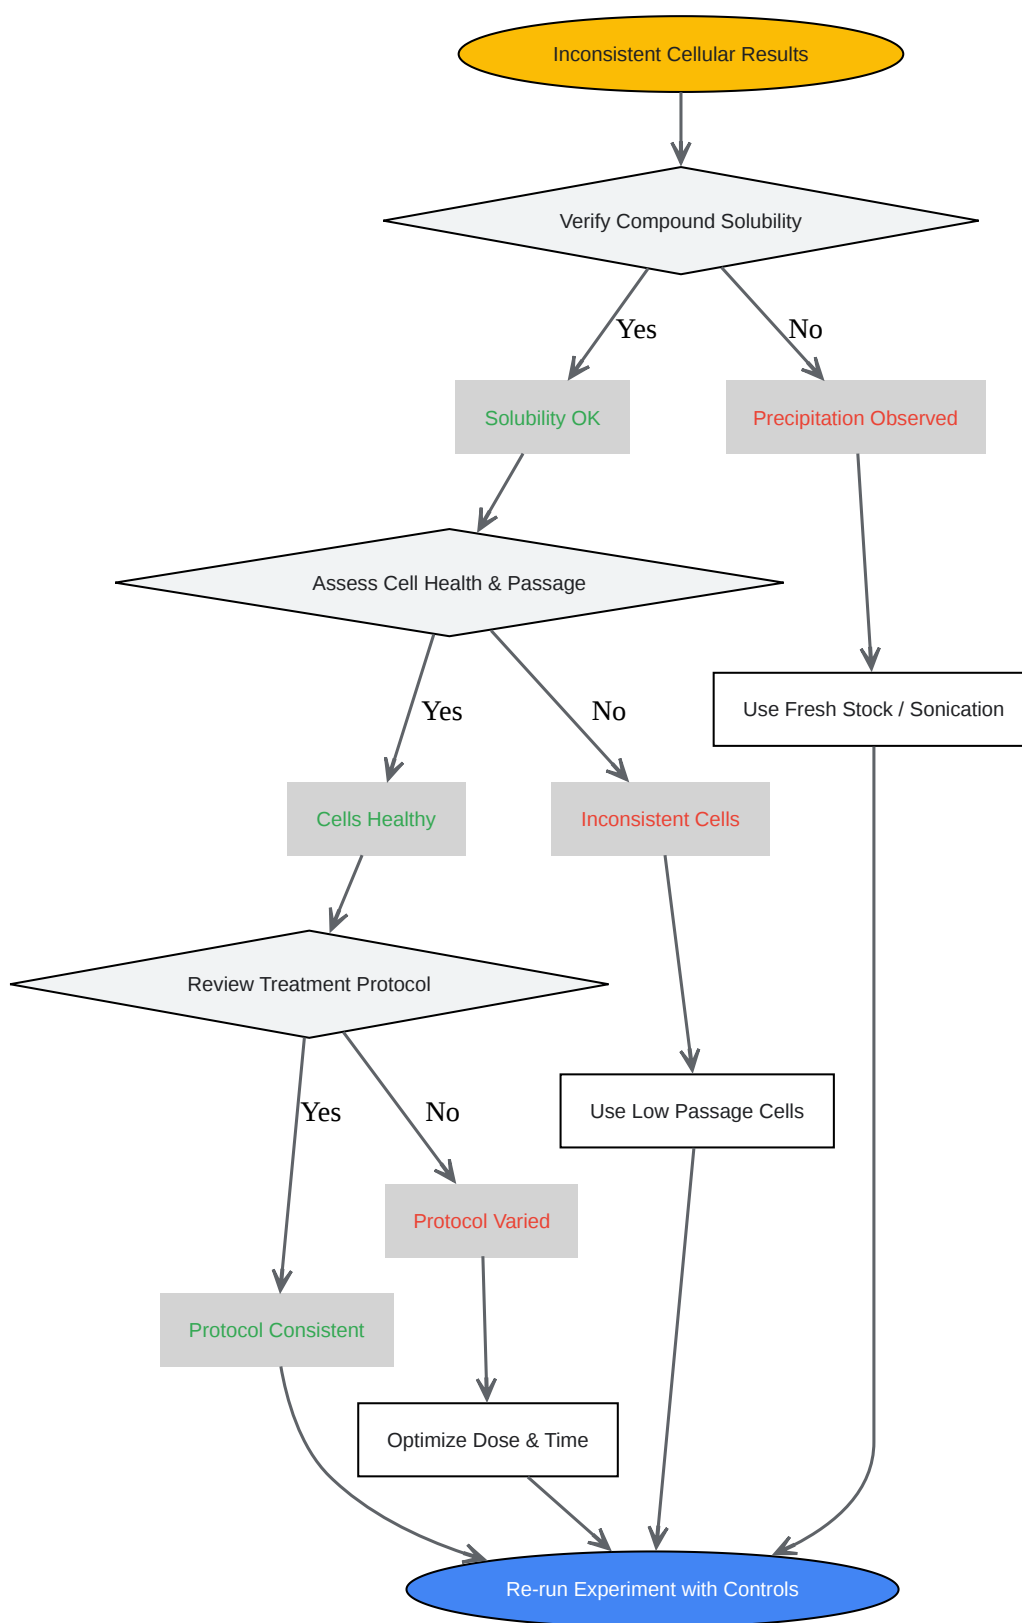 Inconsistent Cellular Results
Verify Compound Solubility
Yes
No
Solubility OK
Precipitation Observed
Assess Cell Health & Passage
Use Fresh Stock / Sonication
Yes
No
Cells Healthy
Inconsistent Cells
Review Treatment Protocol
Use Low Passage Cells
Yes
No
Protocol Varied
Protocol Consistent
Optimize Dose & Time
Re-run Experiment with Controls